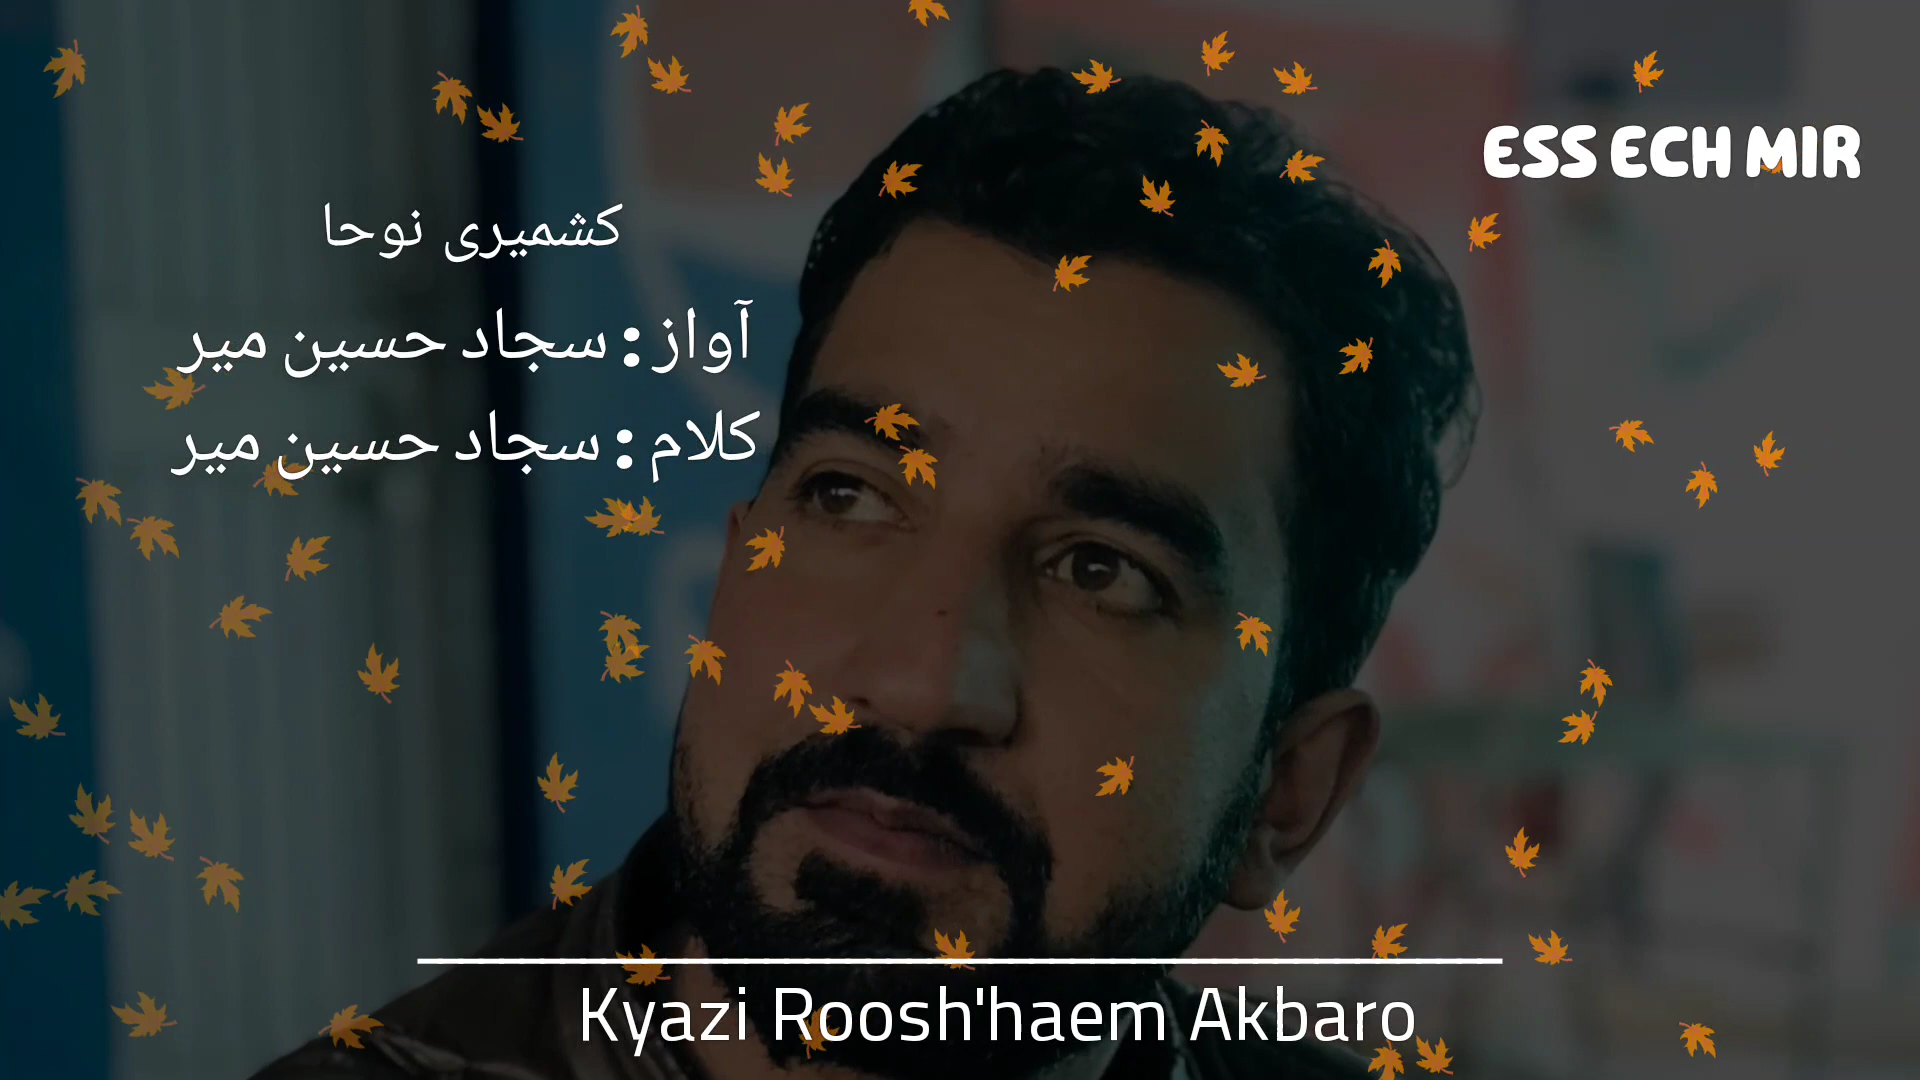 ESS ECH MIR
کشمیری نوحا
آواز : سجاد حسین میر
کلام : سجاد حسین میر
Kyazi Roosh'haem Akbaro